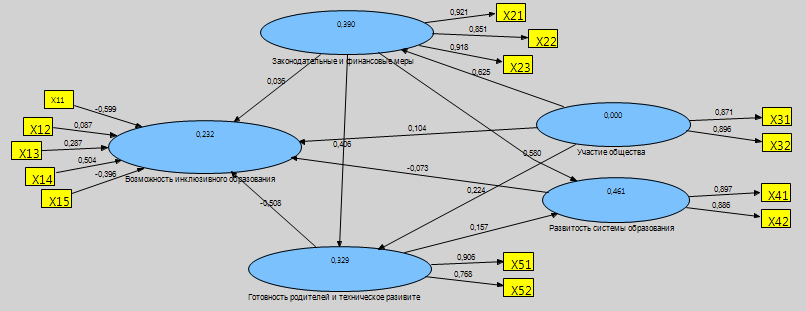 0,390
Законодательные и финансовые меры
0,921
X21
0,851
X22
0,918
X23
0,036
0,625
X11
-0,599
X12
0,087
X13
0,287
X14
0,504
X15
-0,396
0,232
Возможность инклюзивного образования
0,104
0,406
0,580
0,000
Участие общества
0,871
X31
0,896
X32
-0,073
0,224
0,461
Развитость системы образования
0,897
X41
0,886
X42
-0,508
0,157
0,329
Готовность родителей и техническое разивите
0,906
X51
0,768
X52